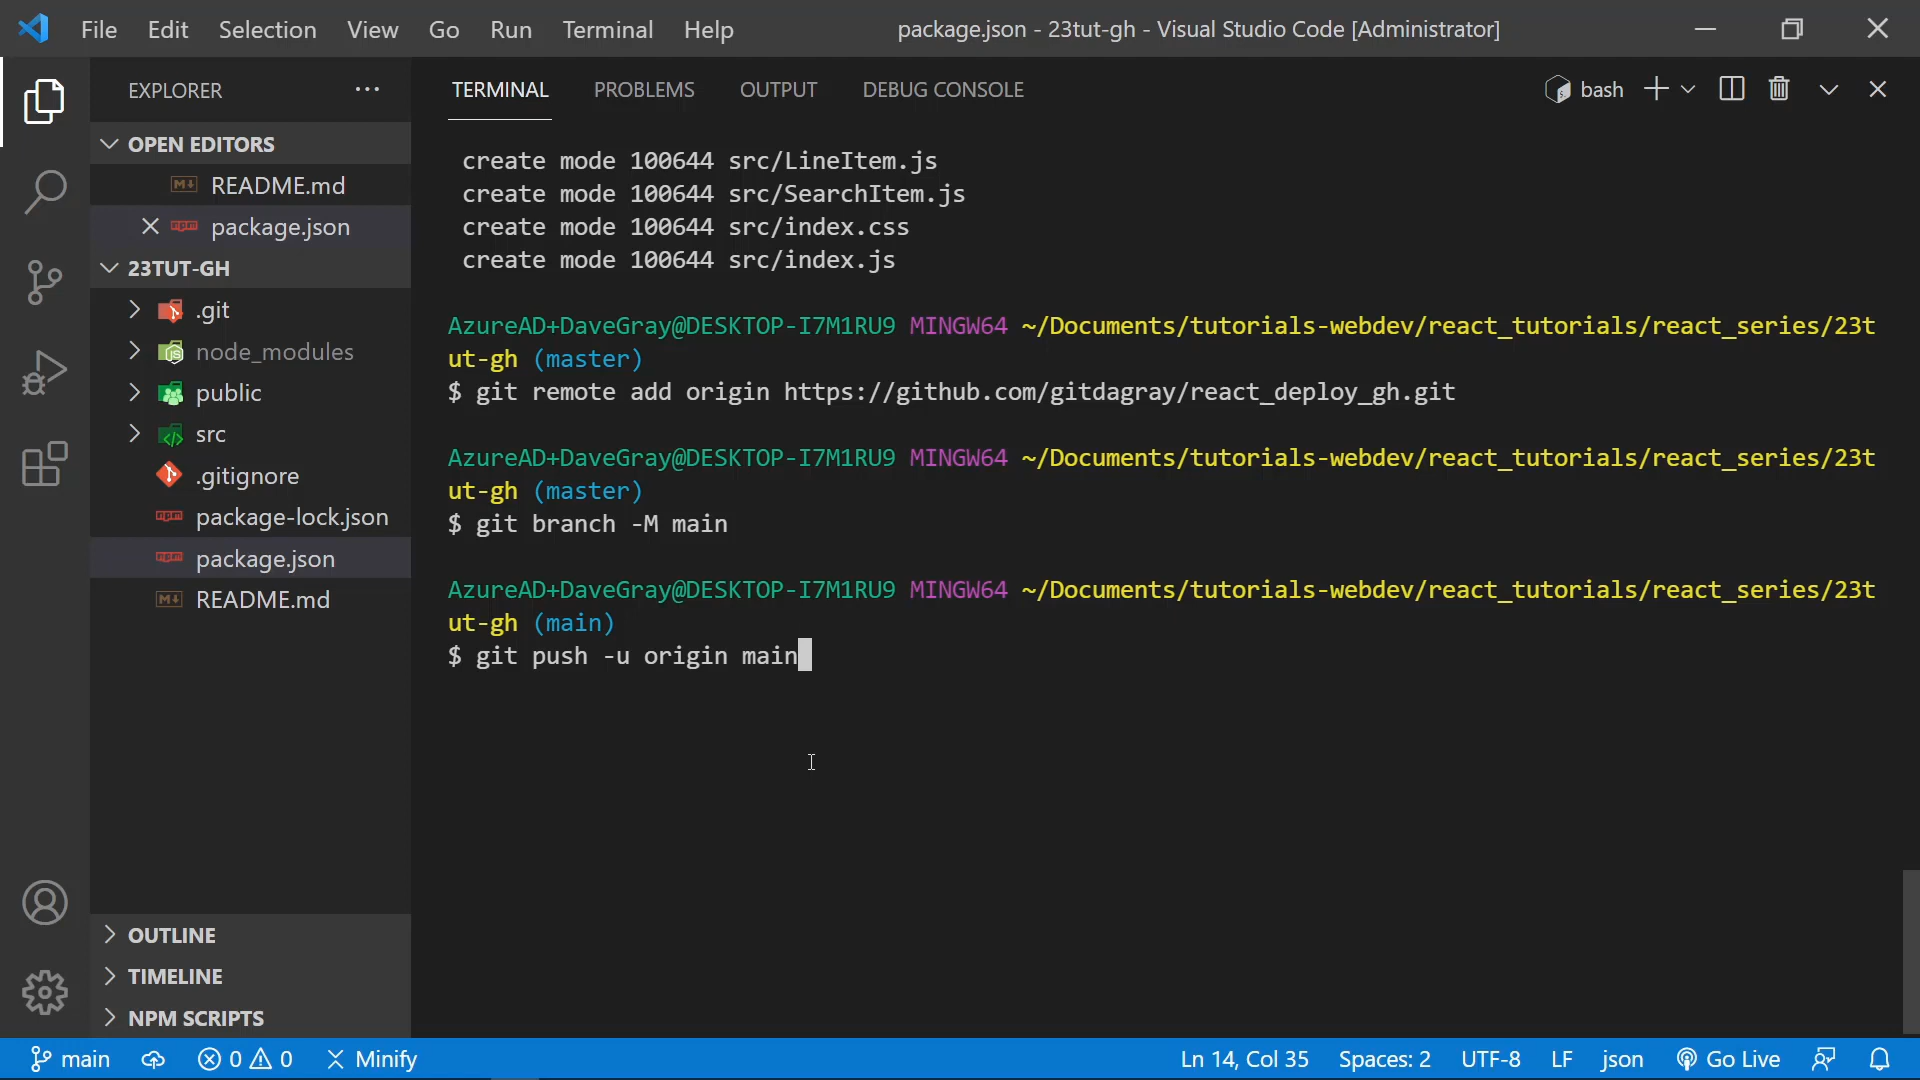 File Edit Selection View Go Run Terminal Help package.json - 23tut-gh - Visual Studio Code [Administrator]
EXPLORER
OPEN EDITORS
README.md
package.json
23TUT-GH
.git
node_modules
public
src
.gitignore
package-lock.json
package.json
README.md
OUTLINE
TIMELINE
NPM SCRIPTS
TERMINAL PROBLEMS OUTPUT DEBUG CONSOLE bash
create mode 100644 src/LineItem.js
create mode 100644 src/SearchItem.js
create mode 100644 src/index.css
create mode 100644 src/index.js
AzureAD+DaveGray@DESKTOP-I7M1RU9 MINGW64 ~/Documents/tutorials-webdev/react_tutorials/react_series/23t
ut-gh (master)
$ git remote add origin https://github.com/gitdagray/react_deploy_gh.git
AzureAD+DaveGray@DESKTOP-I7M1RU9 MINGW64 ~/Documents/tutorials-webdev/react_tutorials/react_series/23t
ut-gh (master)
$ git branch -M main
AzureAD+DaveGray@DESKTOP-I7M1RU9 MINGW64 ~/Documents/tutorials-webdev/react_tutorials/react_series/23t
ut-gh (main)
$ git push -u origin main
main 0 0 Minify Ln 14, Col 35 Spaces: 2 UTF-8 LF json Go Live